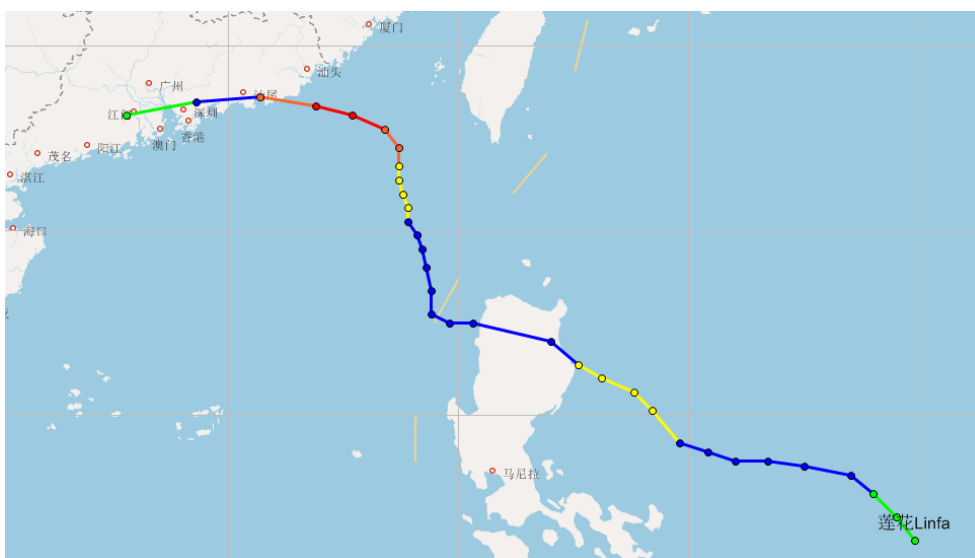 厦门
汕头
广州
汕尾
江门
深圳
香港
澳门
阳江
茂名
湛江
海口
马尼拉
莲花Linfa